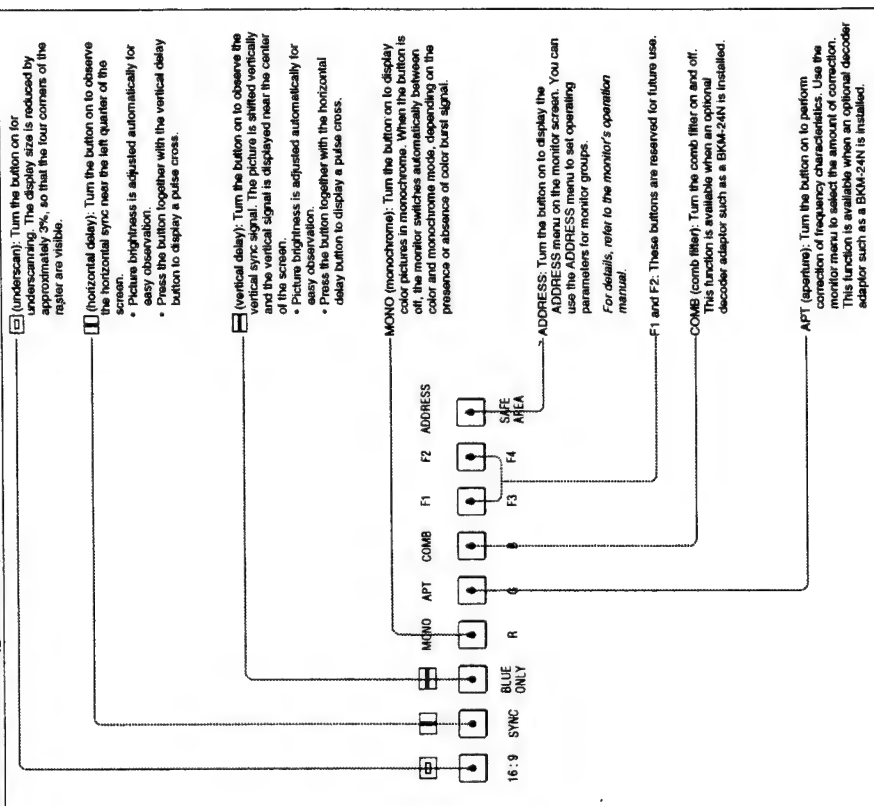 (underscan): Turn the button on for
underscanning. The display size is reduced by
approximately 3%, so that the four corners of the
raster are visible.
(horizontal delay): Turn the button on to observe
the horizontal sync near the left quarter of the
screen.
• Picture brightness is adjusted automatically for
easy observation.
• Press the button together with the vertical delay
button to display a pulse cross.
(vertical delay): Turn the button on to observe the
vertical sync signal. The picture is shifted vertically
and the vertical signal is displayed near the center
of the screen.
• Picture brightness is adjusted automatically for
easy observation.
• Press the button together with the horizontal
delay button to display a pulse cross.
MONO (monochrome): Turn the button on to display
color pictures in monochrome. When the button is
off, the monitor switches automatically between
color and monochrome mode, depending on the
presence or absence of color burst signal.
ADDRESS: Turn the button on to display the
ADDRESS menu on the monitor screen. You can
use the ADDRESS menu to set operating
parameters for monitor groups.
For details, refer to the monitor's operation
manual.
F1 and F2: These buttons are reserved for future use.
COMB (comb filter): Turn the comb filter on and off.
This function is available when an optional
decoder adaptor such as a BKM-24N is installed.
APT (aperture): Turn the button on to perform
correction of frequency characteristics. Use the
monitor menu to select the amount of correction.
This function is available when an optional decoder
adaptor such as a BKM-24N is installed.
MONO APT COMB F1 F2 ADDRESS
16:9 SYNC BLUE ONLY R G B F3 F4 SAFE AREA